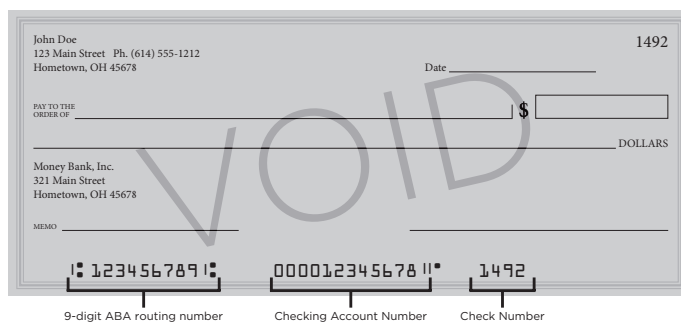 John Doe
123 Main Street Ph. (614) 555-1212
Hometown, OH 45678
1492
Date
PAY TO THE
ORDER OF
$
DOLLARS
VOID
Money Bank, Inc.
321 Main Street
Hometown, OH 45678
MEMO
⑆123456789⑆ 000012345678⑈ 1492
9-digit ABA routing number Checking Account Number Check Number